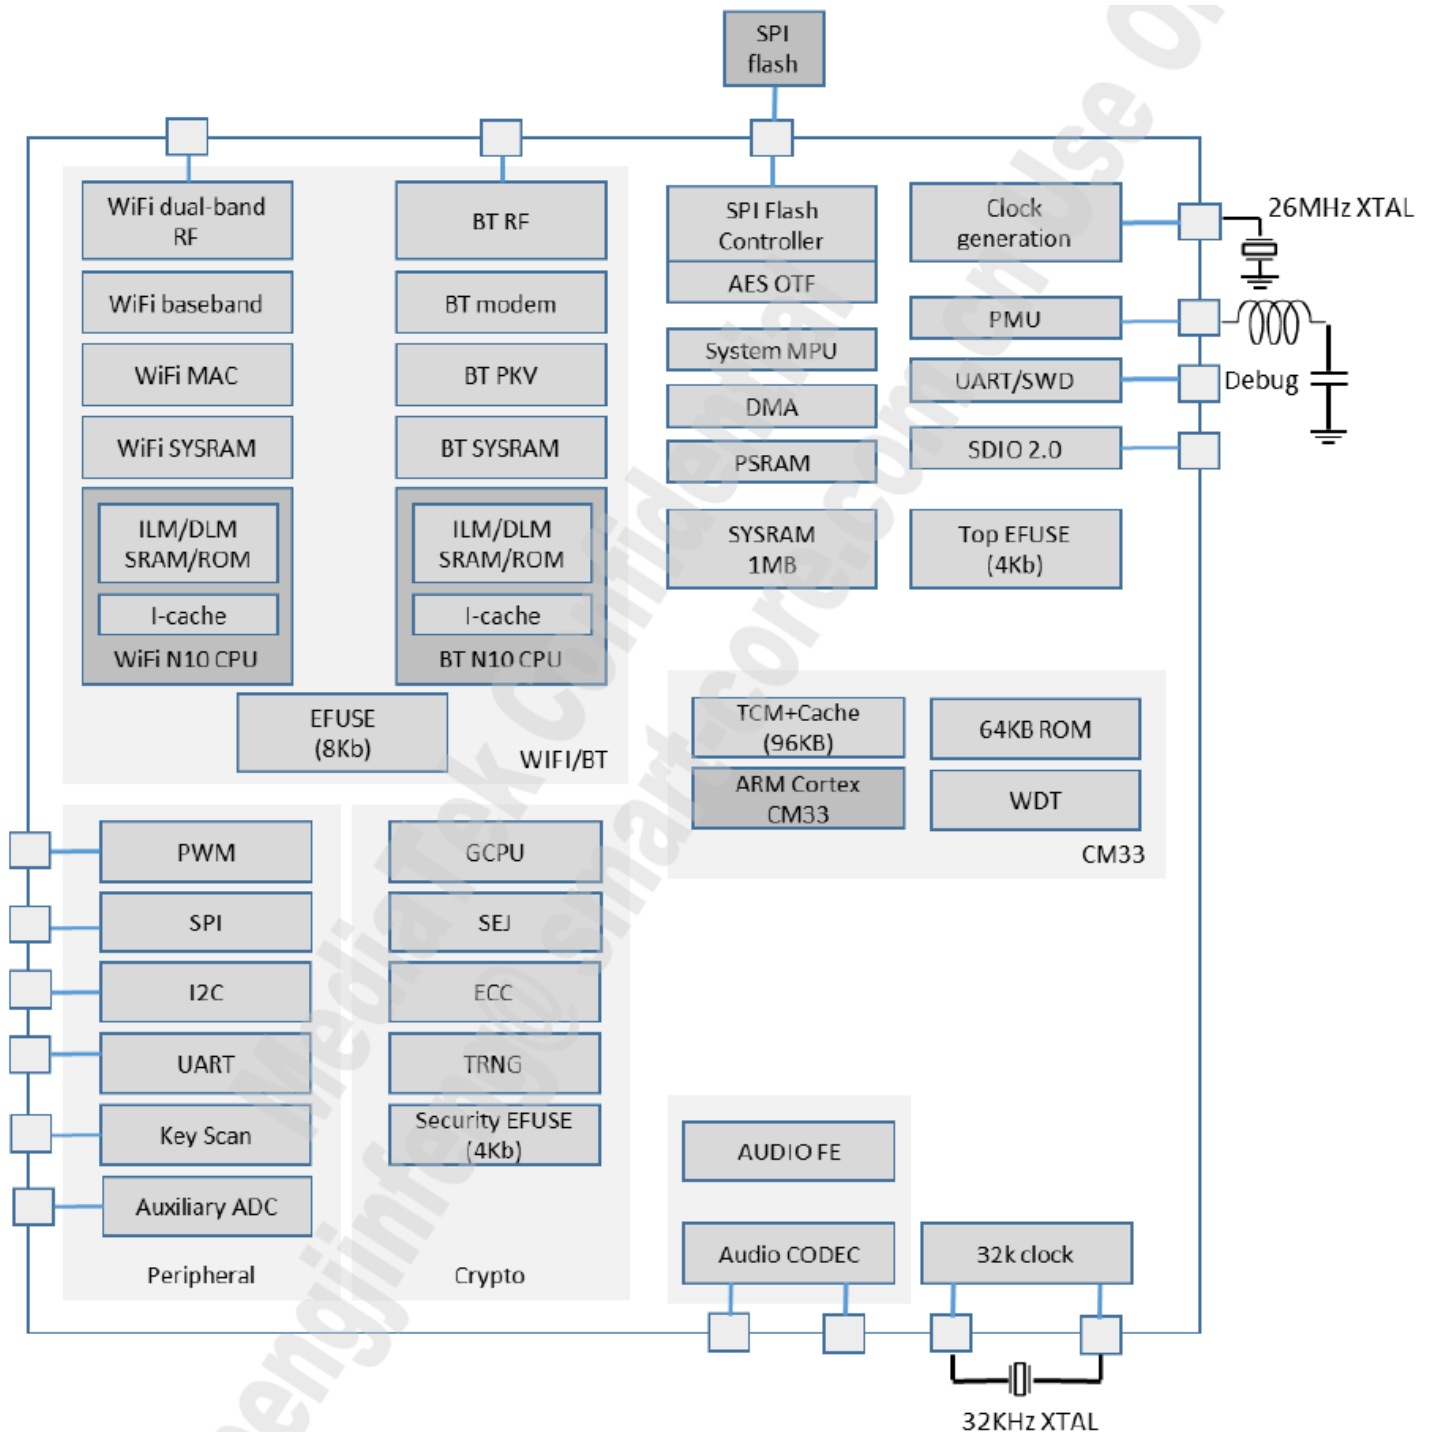 SPI
flash
WiFi dual-band
RF
WiFi baseband
WiFi MAC
WiFi SYSRAM
ILM/DLM
SRAM/ROM
I-cache
WiFi N10 CPU
BT RF
BT modem
BT PKV
BT SYSRAM
ILM/DLM
SRAM/ROM
I-cache
BT N10 CPU
EFUSE
(8Kb)
WIFI/BT
SPI Flash
Controller
AES OTF
System MPU
DMA
PSRAM
SYSRAM
1MB
Clock
generation
PMU
UART/SWD
SDIO 2.0
Top EFUSE
(4Kb)
26MHz XTAL
Debug
TCM+Cache
(96KB)
ARM Cortex
CM33
64KB ROM
WDT
CM33
PWM
SPI
I2C
UART
Key Scan
Auxiliary ADC
Peripheral
GCPU
SEJ
ECC
TRNG
Security EFUSE
(4Kb)
Crypto
AUDIO FE
Audio CODEC
32k clock
32KHz XTAL
MediaTek Confidential